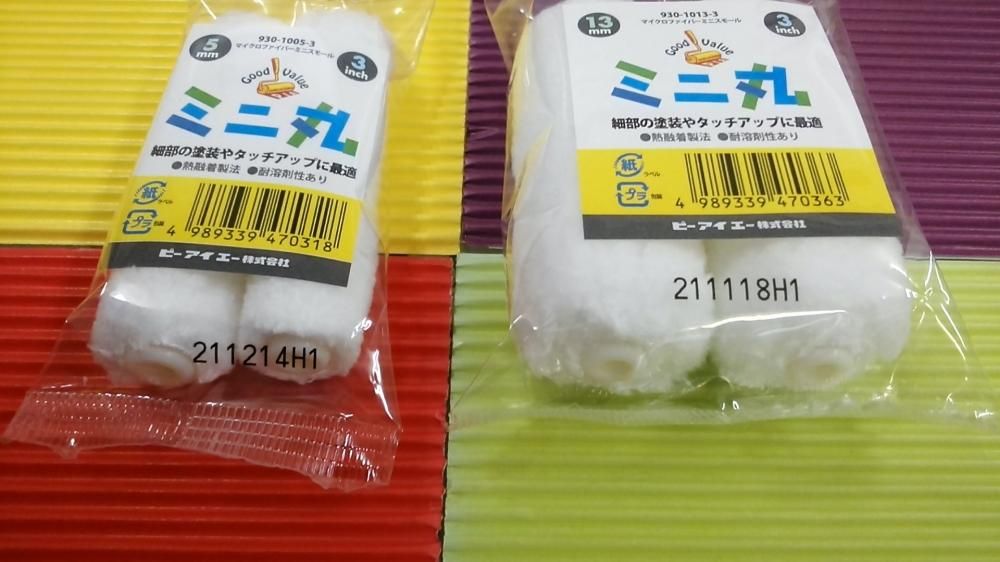 930-1005-3
マイクロファイバーミニスモール
5
mm
3
inch
Good Value
ミニ丸
細部の塗装やタッチアップに最適
●熱融着製法 ●耐溶剤性あり
紙
ラベル
プラ
包装
4 989339 470318
ピーアイエー株式会社
211214H1
930-1013-3
マイクロファイバーミニスモール
13
mm
3
inch
Good Value
ミニ丸
細部の塗装やタッチアップに最適
●熱融着製法 ●耐溶剤性あり
紙
ラベル
プラ
包装
4 989339 470363
ピーアイエー株式会社
211118H1